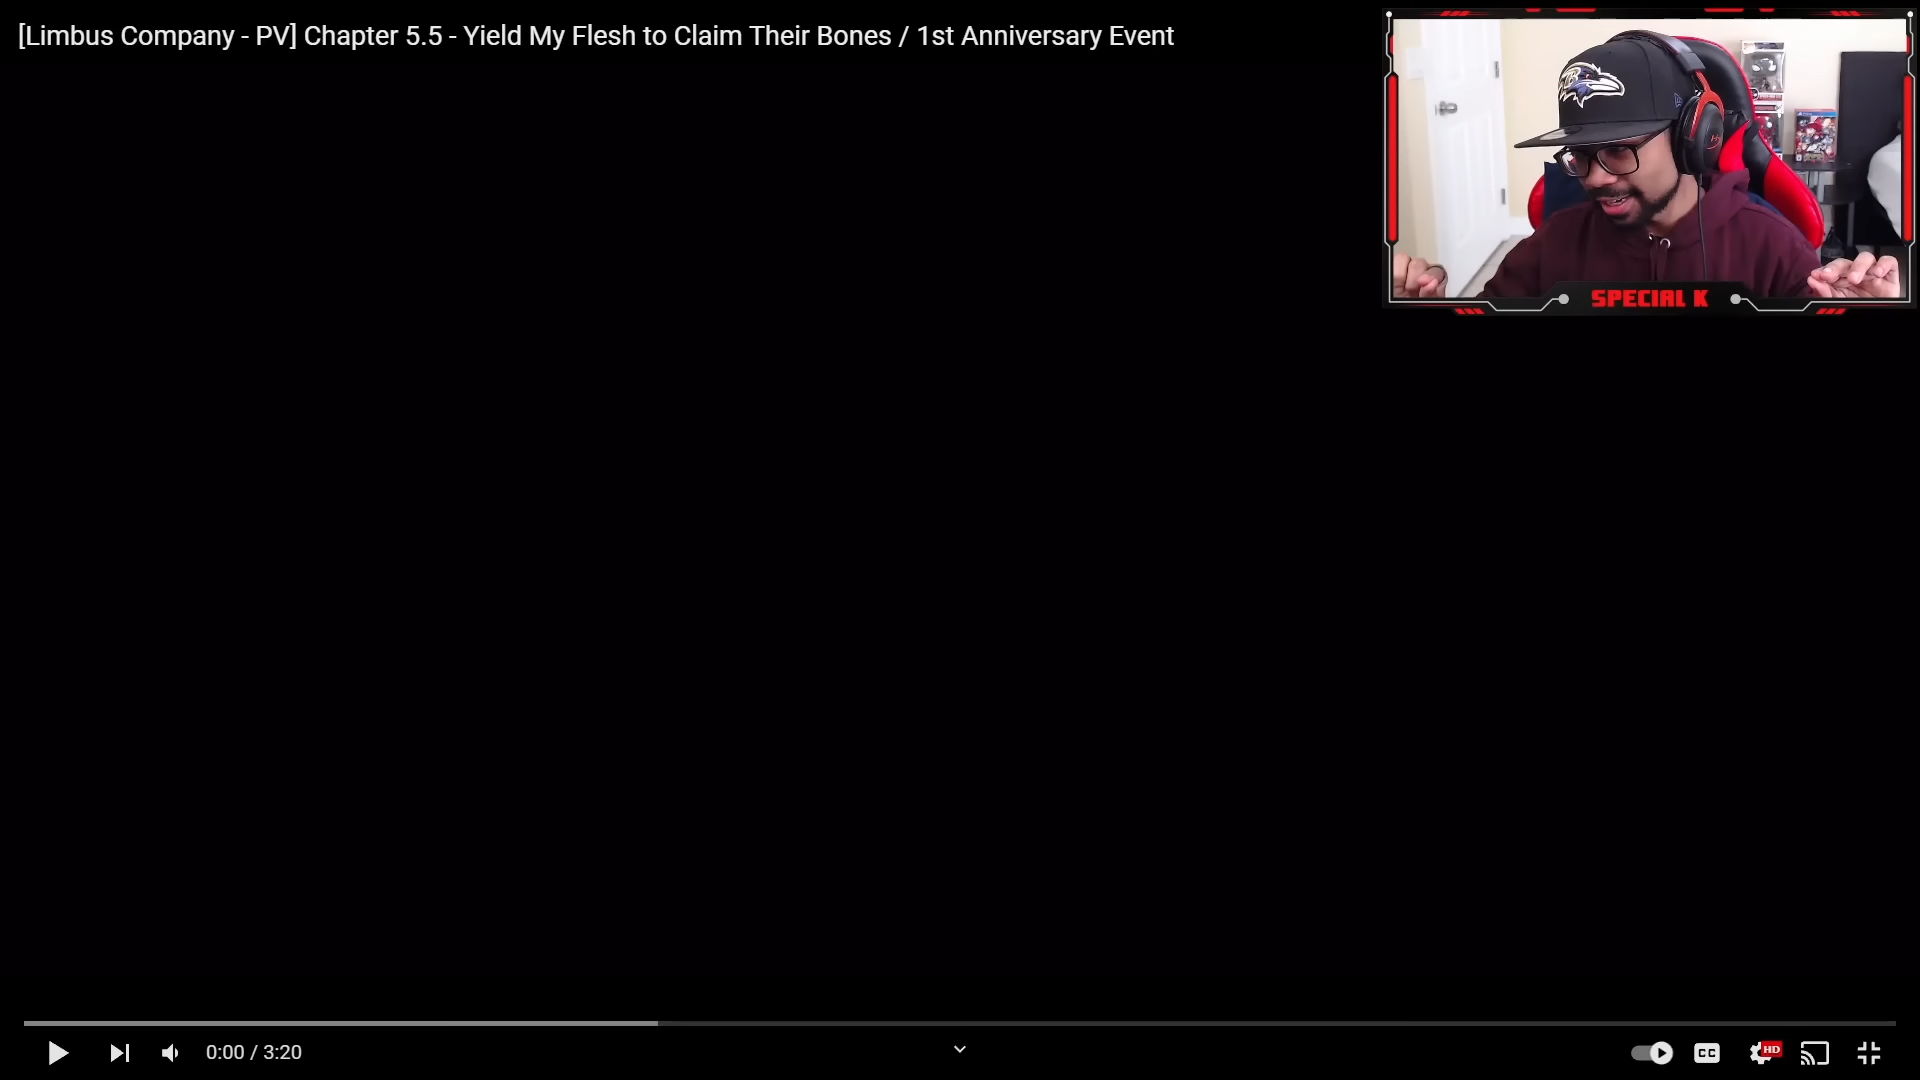 [Limbus Company - PV] Chapter 5.5 - Yield My Flesh to Claim Their Bones / 1st Anniversary Event
SPECIAL K
0:00 / 3:20
CC
HD